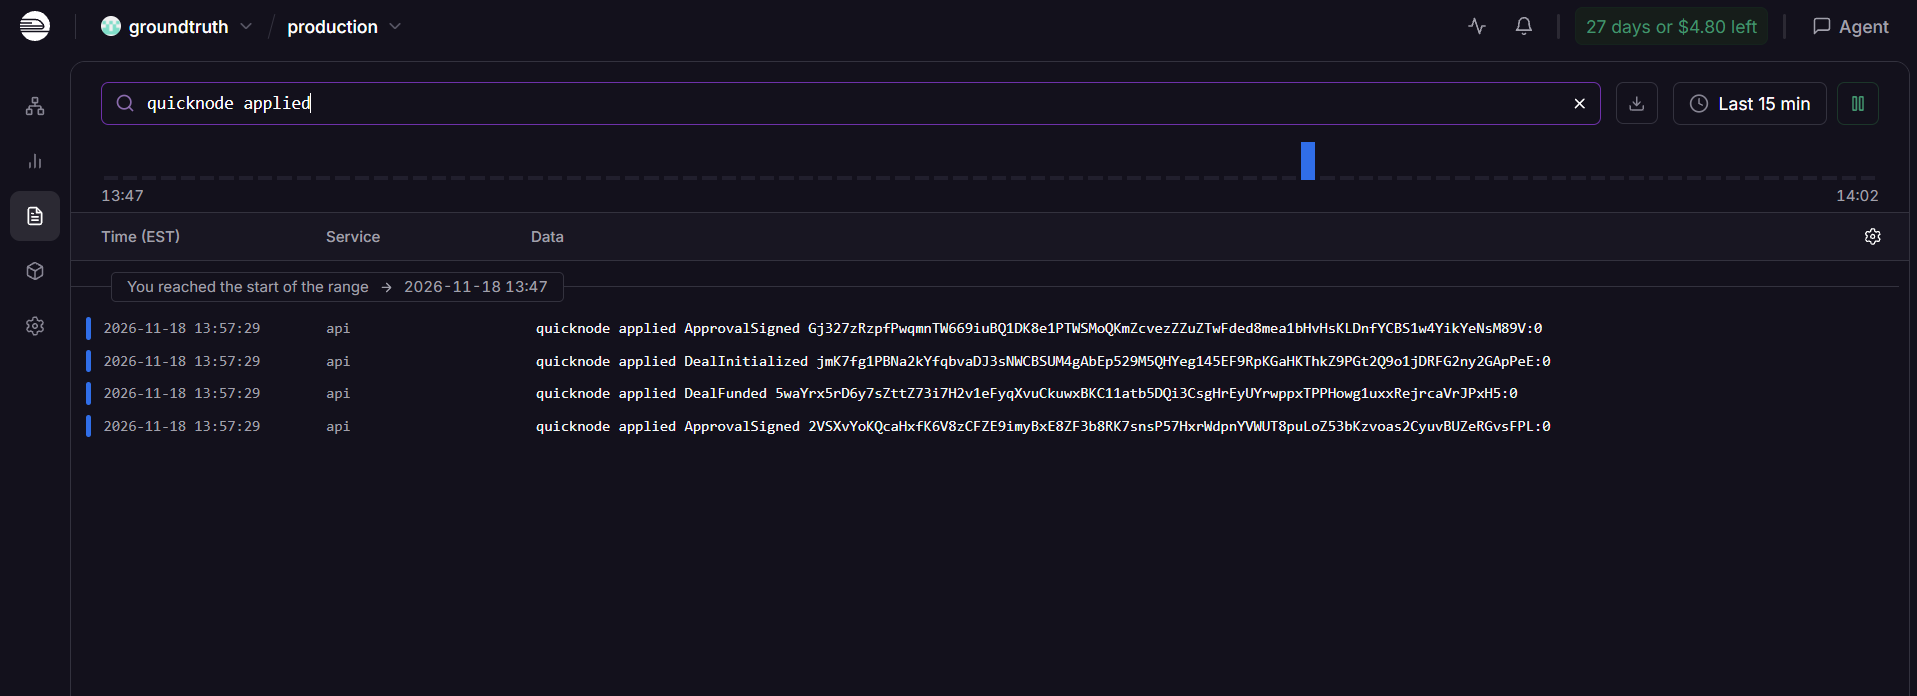 groundtruth / production 27 days or $4.80 left Agent
quicknode applied Last 15 min
13:47 14:02
Time (EST) Service Data
You reached the start of the range → 2026-11-18 13:47
2026-11-18 13:57:29 api quicknode applied ApprovalSigned Gj327zRzpfPwqmnTW669iuBQ1DK8e1PTWSMoQKmZcvezZZuZTwFded8mea1bHvHsKLDnfYCBS1w4YikYeNsM89V:0
2026-11-18 13:57:29 api quicknode applied DealInitialized jmK7fg1PBNa2kYfqbvaDJ3sNWCBSUM4gAbEp529M5QHYeg145EF9RpKGaHKThkZ9PGt2Q9o1jDRFG2ny2GApPeE:0
2026-11-18 13:57:29 api quicknode applied DealFunded 5waYrx5rD6y7sZttZ73i7H2v1eFyqXvuCkuwxBKC11atb5DQi3CsgHrEyUYrwppxTPPHowg1uxxRejrcaVrJPxH5:0
2026-11-18 13:57:29 api quicknode applied ApprovalSigned 2VSXvYoKQcaHxfK6V8zCFZE9imyBxE8ZF3b8RK7snsP57HxrWdpnYVWUT8puLoZ53bKzvoas2CyuvBUZeRGvsFPL:0